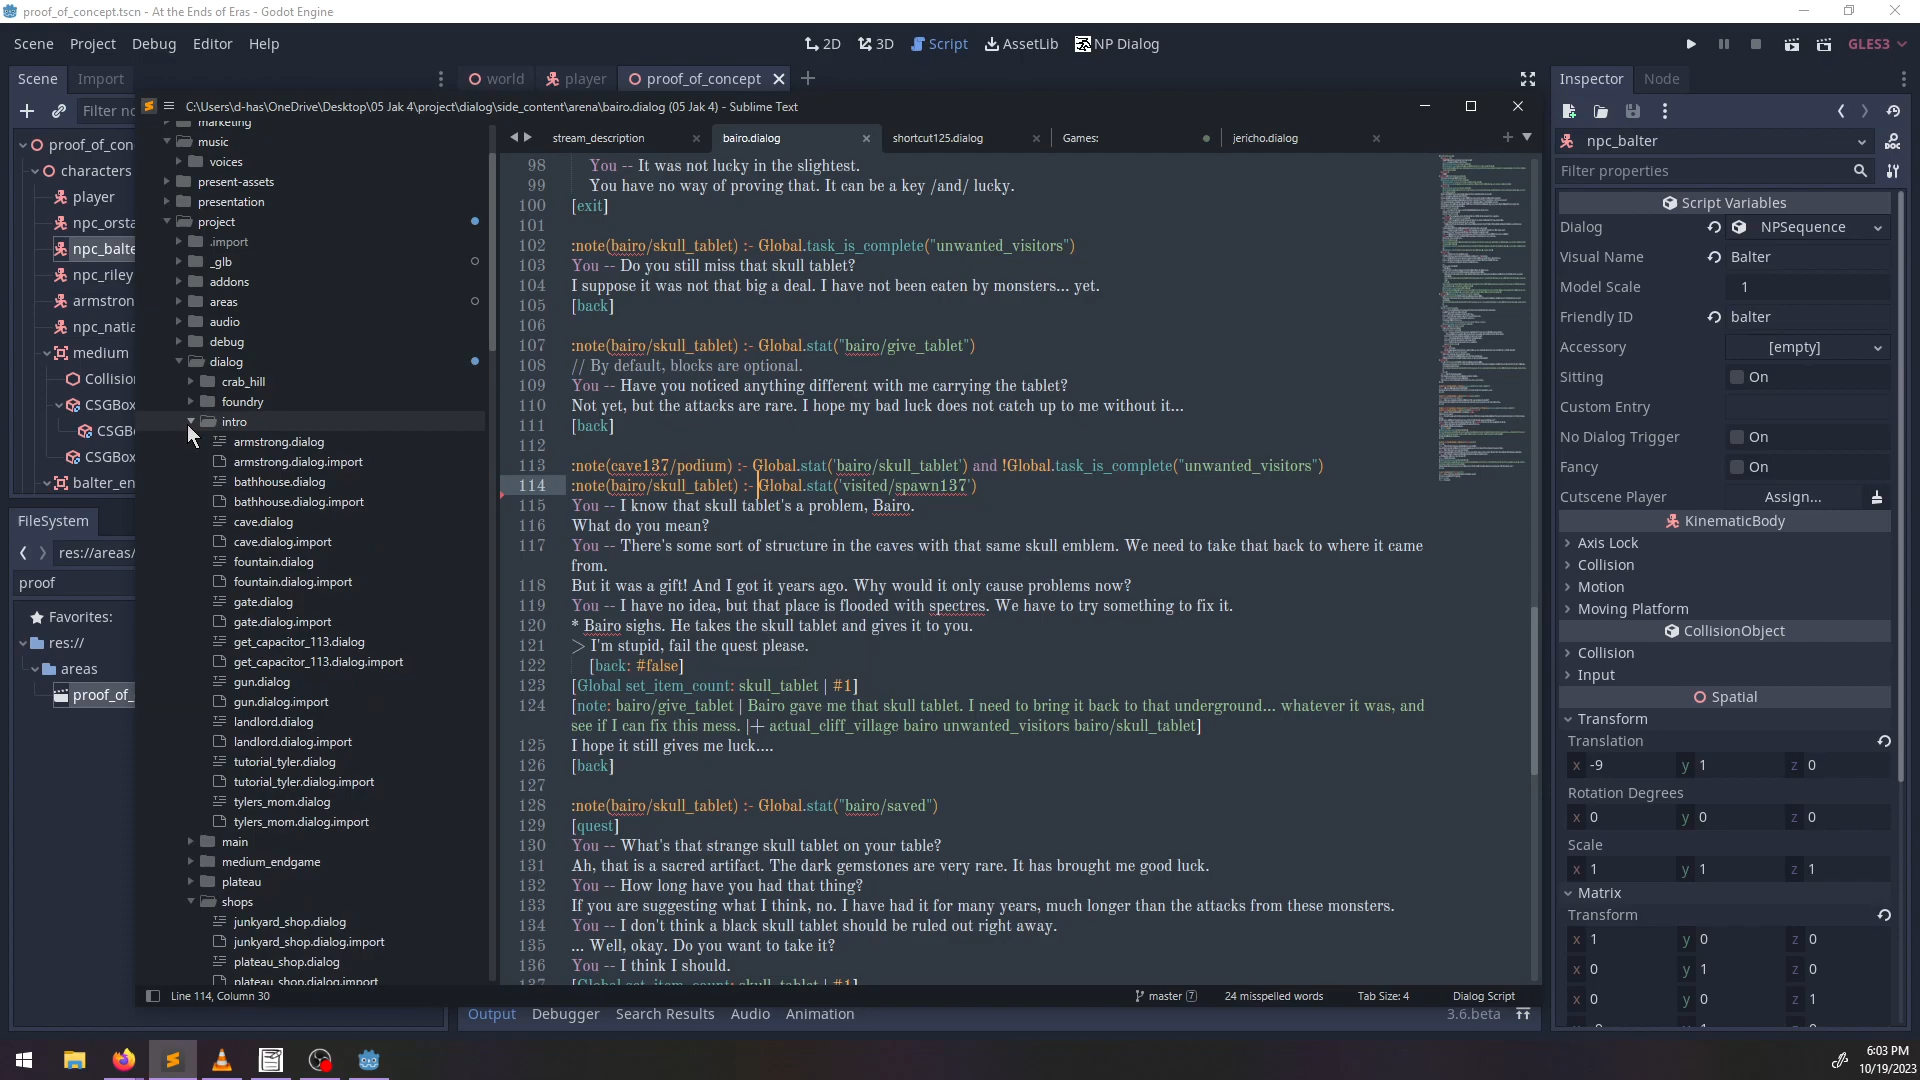 proof_of_concept.tscn - At the Ends of Eras - Godot Engine
Scene Project Debug Editor Help
2D 3D Script AssetLib NP Dialog
GLES3
Scene Import
world player proof_of_concept
Inspector Node
Filter no
C:\Users\d-has\OneDrive\Desktop\05 Jak 4\project\dialog\side_content\arena\bairo.dialog (05 Jak 4) - Sublime Text
proof_of_con
characters
player
npc_orsta
npc_balte
npc_riley
armstron
npc_natia
medium
Collision
CSGBox
CSGBo
CSGBox
balter_en
FileSystem
res://areas/
proof
Favorites:
res://
areas
proof_of_
marketing
music
voices
present-assets
presentation
project
.import
_glb
addons
areas
audio
debug
dialog
crab_hill
foundry
intro
armstrong.dialog
armstrong.dialog.import
bathhouse.dialog
bathhouse.dialog.import
cave.dialog
cave.dialog.import
fountain.dialog
fountain.dialog.import
gate.dialog
gate.dialog.import
get_capacitor_113.dialog
get_capacitor_113.dialog.import
gun.dialog
gun.dialog.import
landlord.dialog
landlord.dialog.import
tutorial_tyler.dialog
tutorial_tyler.dialog.import
tylers_mom.dialog
tylers_mom.dialog.import
main
medium_endgame
plateau
shops
junkyard_shop.dialog
junkyard_shop.dialog.import
plateau_shop.dialog
plateau_shop.dialog.import
stream_description bairo.dialog shortcut125.dialog Games: jericho.dialog
98 You -- It was not lucky in the slightest.
99 You have no way of proving that. It can be a key /and/ lucky.
100 [exit]
101
102 :note(bairo/skull_tablet) :- Global.task_is_complete("unwanted_visitors")
103 You -- Do you still miss that skull tablet?
104 I suppose it was not that big a deal. I have not been eaten by monsters... yet.
105 [back]
106
107 :note(bairo/skull_tablet) :- Global.stat("bairo/give_tablet")
108 // By default, blocks are optional.
109 You -- Have you noticed anything different with me carrying the tablet?
110 Not yet, but the attacks are rare. I hope my bad luck does not catch up to me without it...
111 [back]
112
113 :note(cave137/podium) :- Global.stat('bairo/skull_tablet') and !Global.task_is_complete("unwanted_visitors")
114 :note(bairo/skull_tablet) :- Global.stat('visited/spawn137')
115 You -- I know that skull tablet's a problem, Bairo.
116 What do you mean?
117 You -- There's some sort of structure in the caves with that same skull emblem. We need to take that back to where it came
from.
118 But it was a gift! And I got it years ago. Why would it only cause problems now?
119 You -- I have no idea, but that place is flooded with spectres. We have to try something to fix it.
120 * Bairo sighs. He takes the skull tablet and gives it to you.
121 > I'm stupid, fail the quest please.
122 [back: #false]
123 [Global set_item_count: skull_tablet | #1]
124 [note: bairo/give_tablet | Bairo gave me that skull tablet. I need to bring it back to that underground... whatever it was, and
see if I can fix this mess. |+ actual_cliff_village bairo unwanted_visitors bairo/skull_tablet]
125 I hope it still gives me luck....
126 [back]
127
128 :note(bairo/skull_tablet) :- Global.stat("bairo/saved")
129 [quest]
130 You -- What's that strange skull tablet on your table?
131 Ah, that is a sacred artifact. The dark gemstones are very rare. It has brought me good luck.
132 You -- How long have you had that thing?
133 If you are suggesting what I think, no. I have had it for many years, much longer than the attacks from these monsters.
134 You -- I don't think a black skull tablet should be ruled out right away.
135 ... Well, okay. Do you want to take it?
136 You -- I think I should.
137 [Global set_item_count: skull_tablet | #1]
Line 114, Column 30
master 7 24 misspelled words Tab Size: 4 Dialog Script
Output Debugger Search Results Audio Animation
3.6.beta
npc_balter
Filter properties
Script Variables
Dialog NPSequence
Visual Name Balter
Model Scale 1
Friendly ID balter
Accessory [empty]
Sitting On
Custom Entry
No Dialog Trigger On
Fancy On
Cutscene Player Assign...
KinematicBody
Axis Lock
Collision
Motion
Moving Platform
CollisionObject
Collision
Input
Spatial
Transform
Translation
x -9 y 1 z 0
Rotation Degrees
x 0 y 0 z 0
Scale
x 1 y 1 z 1
Matrix
Transform
x 1 y 0 z 0
x 0 y 1 z 0
x 0 y 0 z 1
6:03 PM
10/19/2023